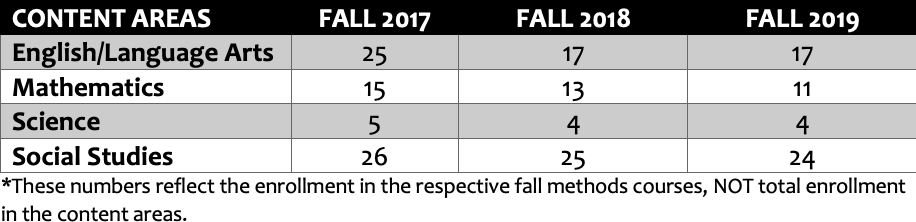 CONTENT AREAS FALL 2017 FALL 2018 FALL 2019
English/Language Arts 25 17 17
Mathematics 15 13 11
Science 5 4 4
Social Studies 26 25 24
*These numbers reflect the enrollment in the respective fall methods courses, NOT total enrollment
in the content areas.